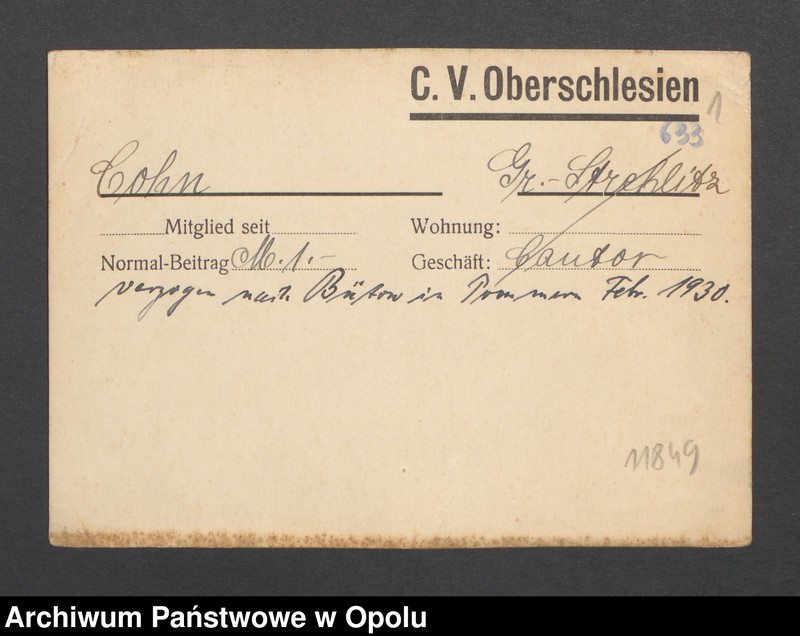 C. V. Oberschlesien
1
633
Cohn Gr.-Strehlitz
Mitglied seit Wohnung:
Normal-Beitrag M. 1.- Geschäft: Cantor
verzogen nach Bütow in Pommern Febr. 1930.
11849
Archiwum Państwowe w Opolu